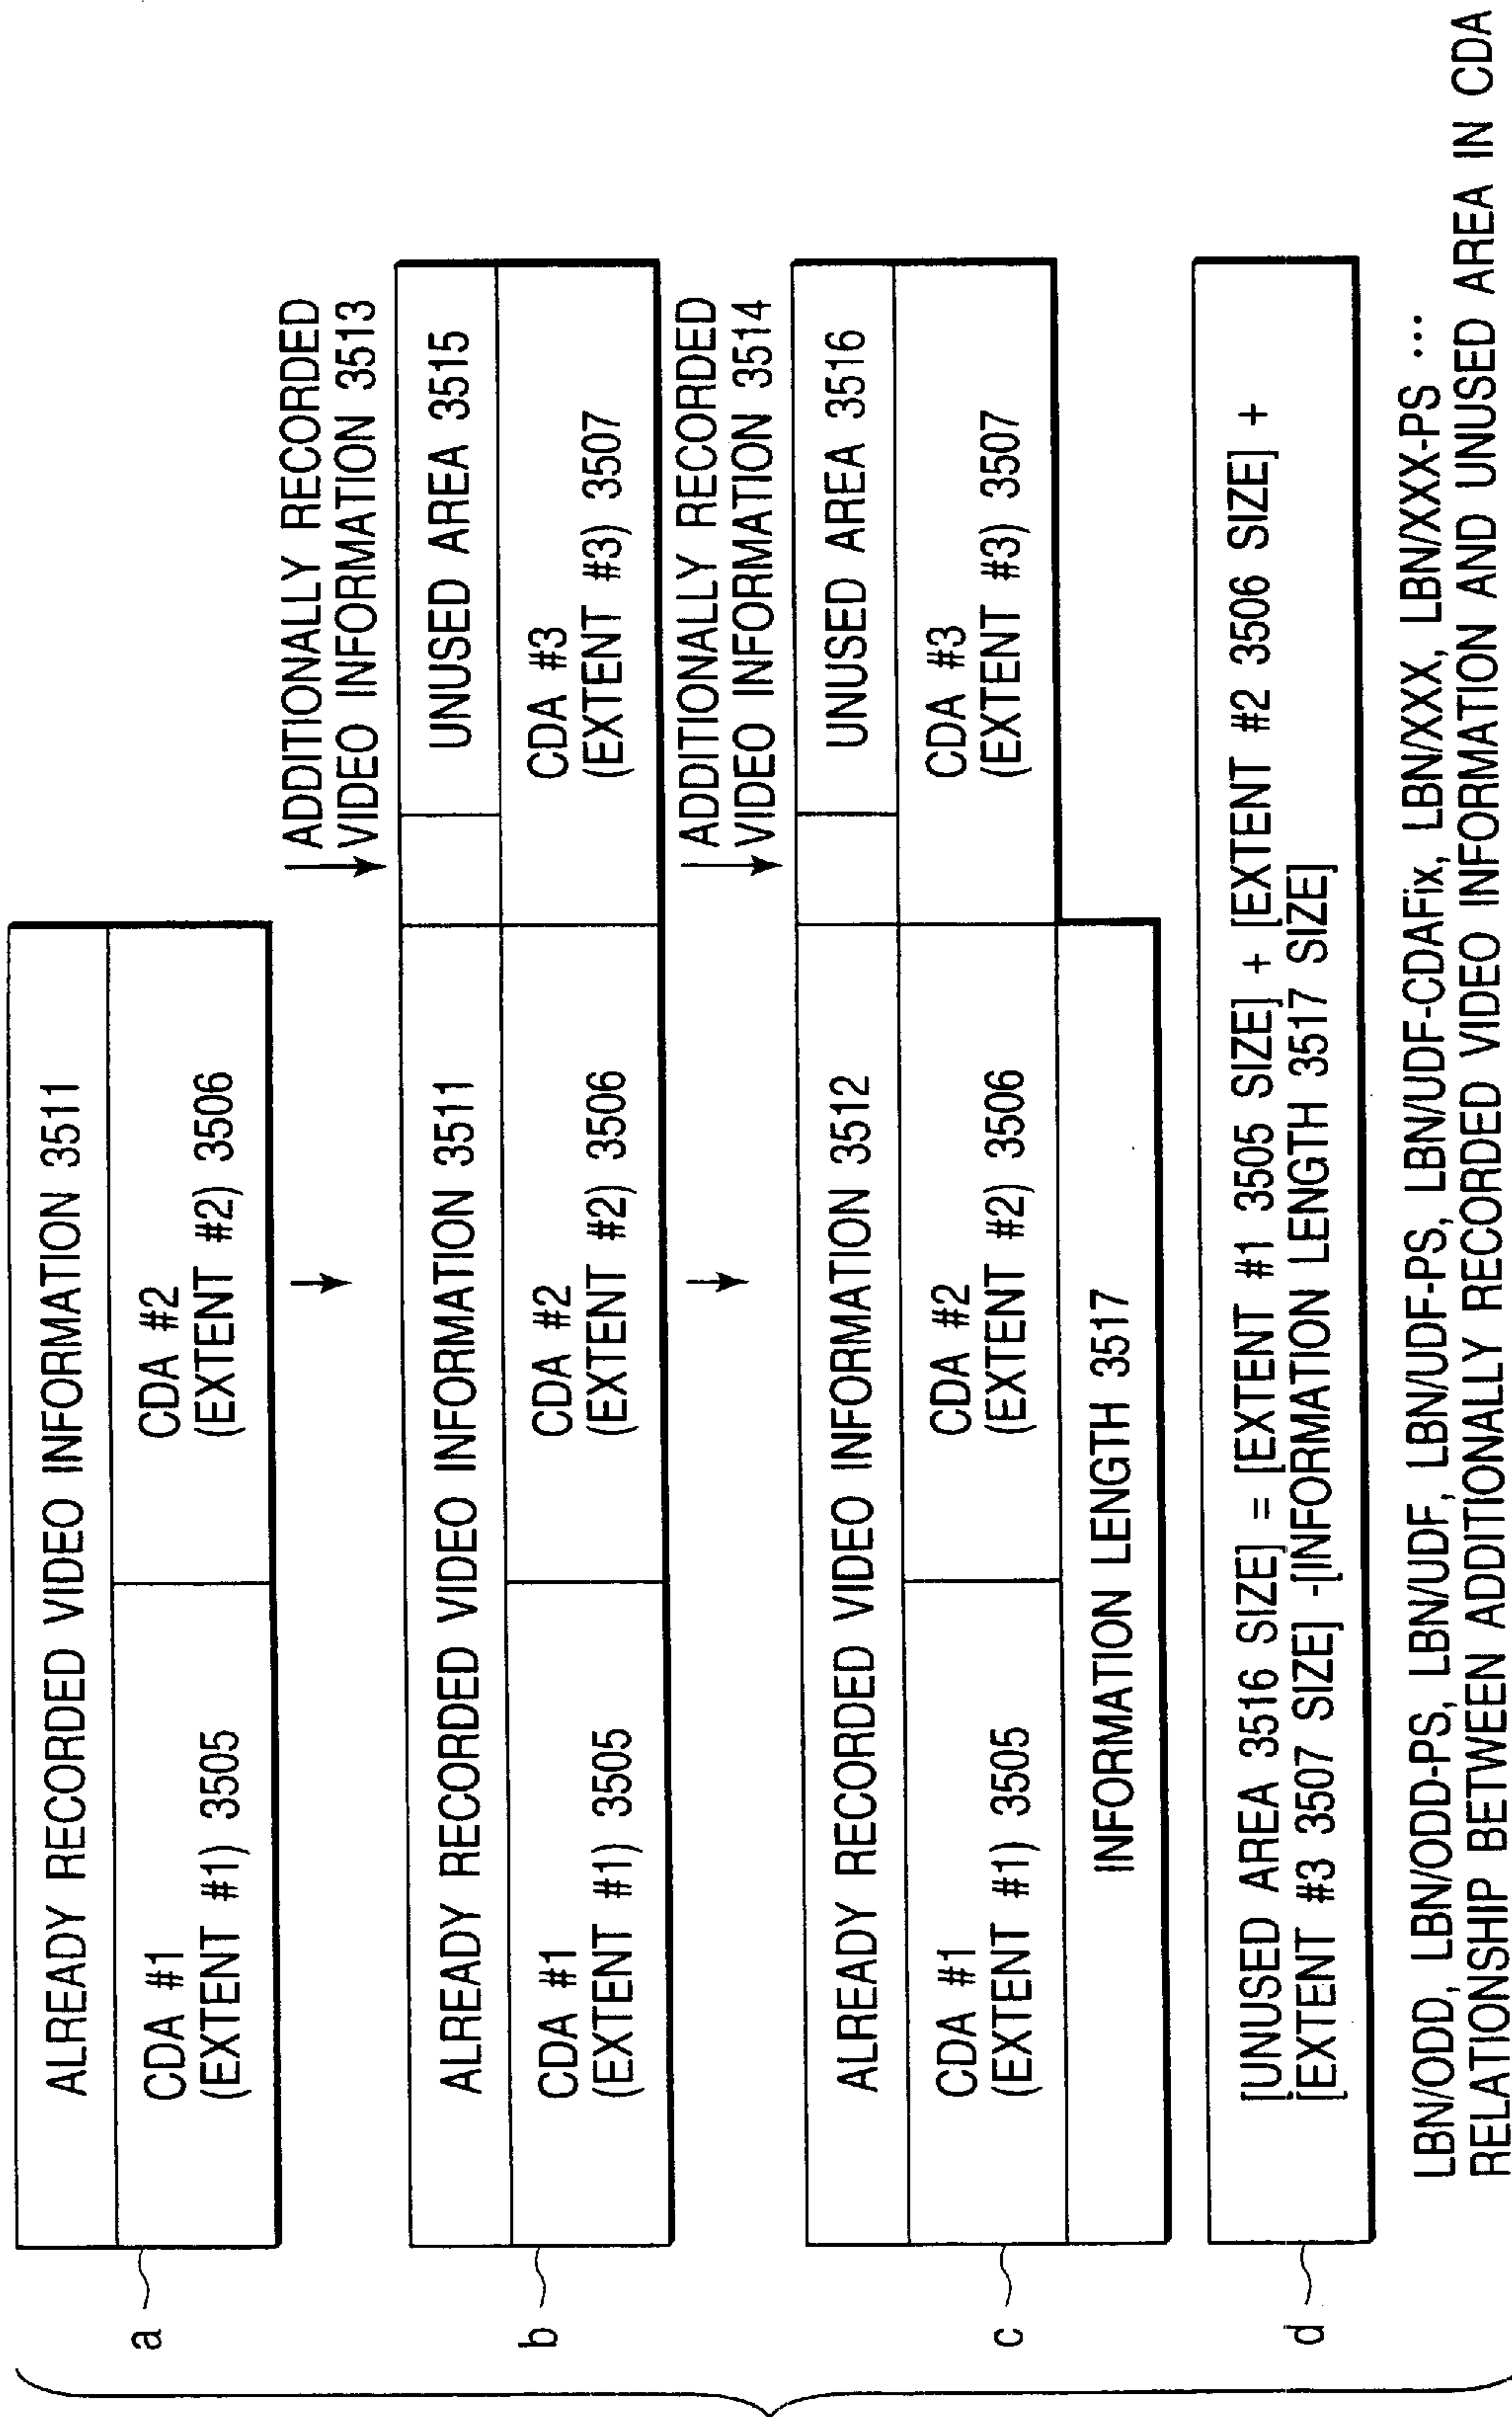 a
ALREADY RECORDED VIDEO INFORMATION 3511
CDA #1
(EXTENT #1) 3505
CDA #2
(EXTENT #2) 3506
ADDITIONALLY RECORDED
VIDEO INFORMATION 3513
b
ALREADY RECORDED VIDEO INFORMATION 3511
UNUSED AREA 3515
CDA #1
(EXTENT #1) 3505
CDA #2
(EXTENT #2) 3506
CDA #3
(EXTENT #3) 3507
ADDITIONALLY RECORDED
VIDEO INFORMATION 3514
c
ALREADY RECORDED VIDEO INFORMATION 3512
UNUSED AREA 3516
CDA #1
(EXTENT #1) 3505
CDA #2
(EXTENT #2) 3506
CDA #3
(EXTENT #3) 3507
INFORMATION LENGTH 3517
d
[UNUSED AREA 3516 SIZE] = [EXTENT #1 3505 SIZE] + [EXTENT #2 3506 SIZE] +
[EXTENT #3 3507 SIZE] -[INFORMATION LENGTH 3517 SIZE]
LBN/ODD, LBN/ODD-PS, LBN/UDF, LBN/UDF-PS, LBN/UDF-CDAFix, LBN/XXX, LBN/XXX-PS ...
RELATIONSHIP BETWEEN ADDITIONALLY RECORDED VIDEO INFORMATION AND UNUSED AREA IN CDA